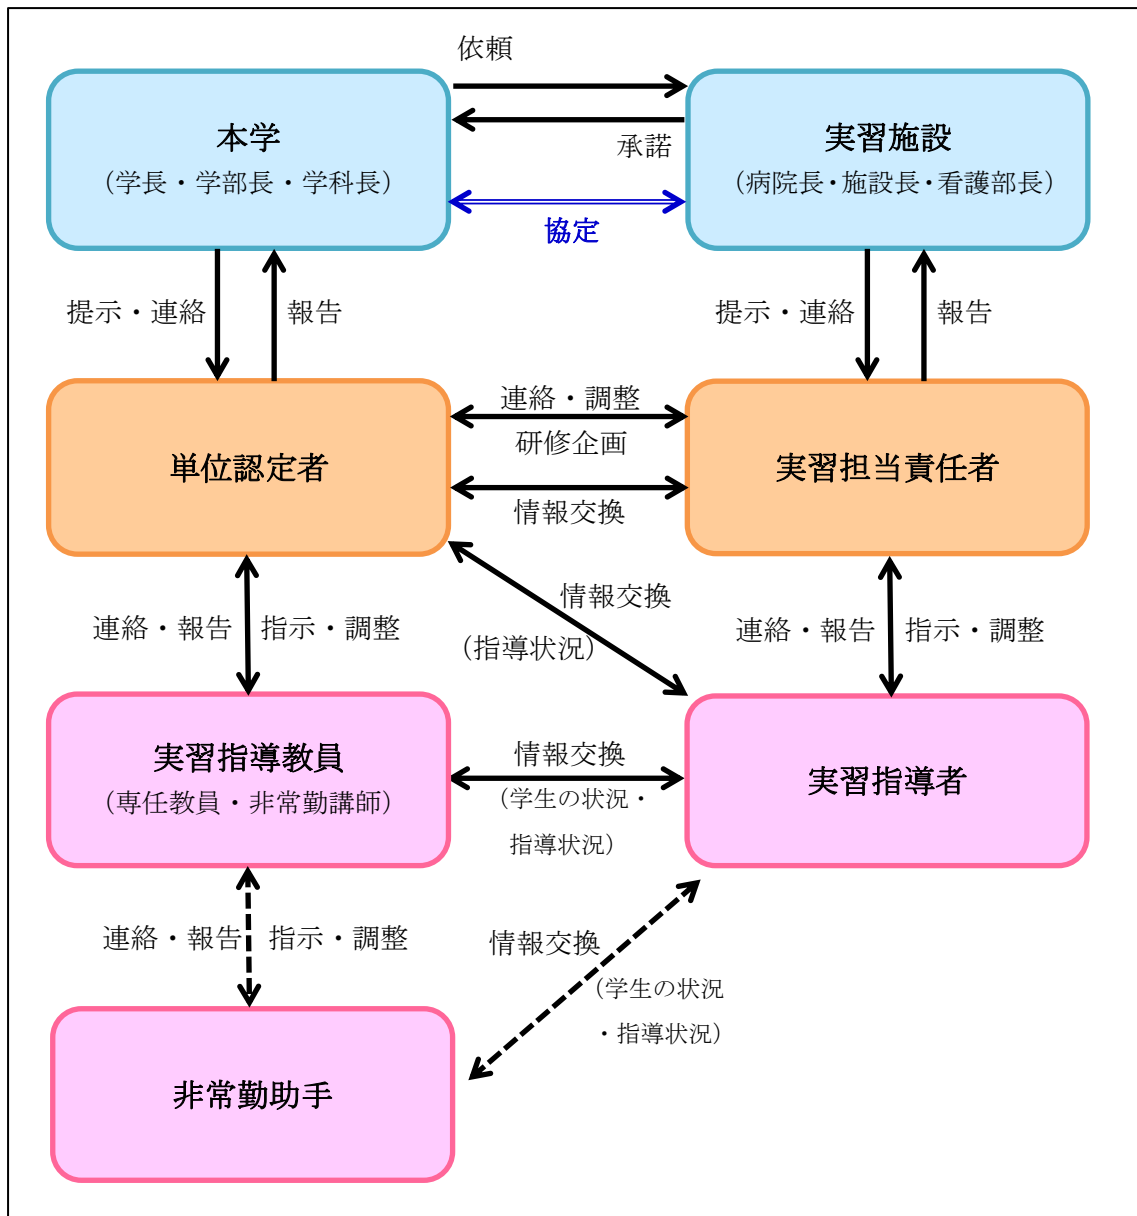 依頼
本学
（学長・学部長・学科長）
実習施設
（病院長・施設長・看護部長）
承諾
協定
提示・連絡
報告
提示・連絡
報告
単位認定者
連絡・調整
研修企画
情報交換
実習担当責任者
連絡・報告
指示・調整
情報交換
（指導状況）
連絡・報告
指示・調整
実習指導教員
（専任教員・非常勤講師）
情報交換
（学生の状況・
指導状況）
実習指導者
連絡・報告
指示・調整
情報交換
（学生の状況
・指導状況）
非常勤助手